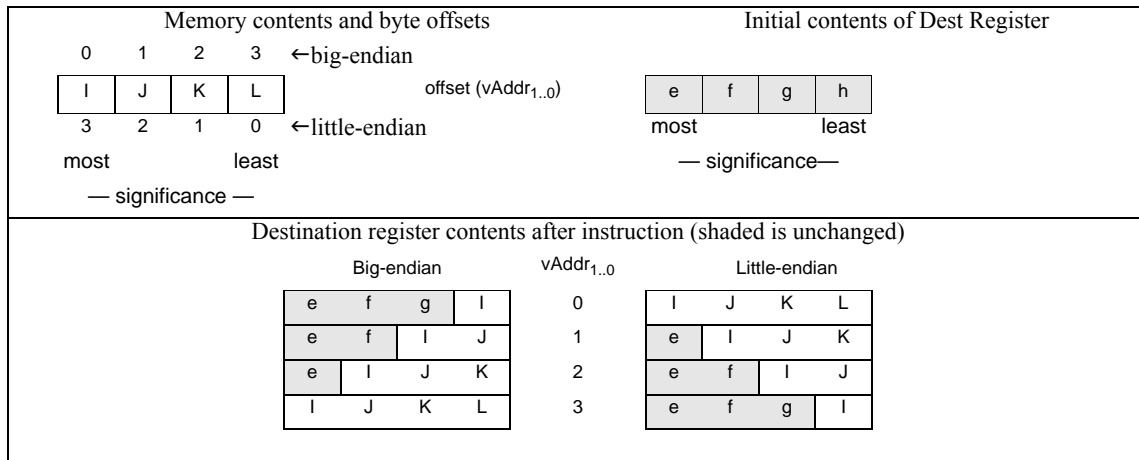 Memory contents and byte offsets
Initial contents of Dest Register
0 1 2 3 ←big-endian
I J K L
offset (vAddr1..0)
e f g h
3 2 1 0 ←little-endian
most least
most least
— significance —
— significance—
Destination register contents after instruction (shaded is unchanged)
Big-endian vAddr1..0 Little-endian
e f g I 0 I J K L
e f I J 1 e I J K
e I J K 2 e f I J
I J K L 3 e f g I